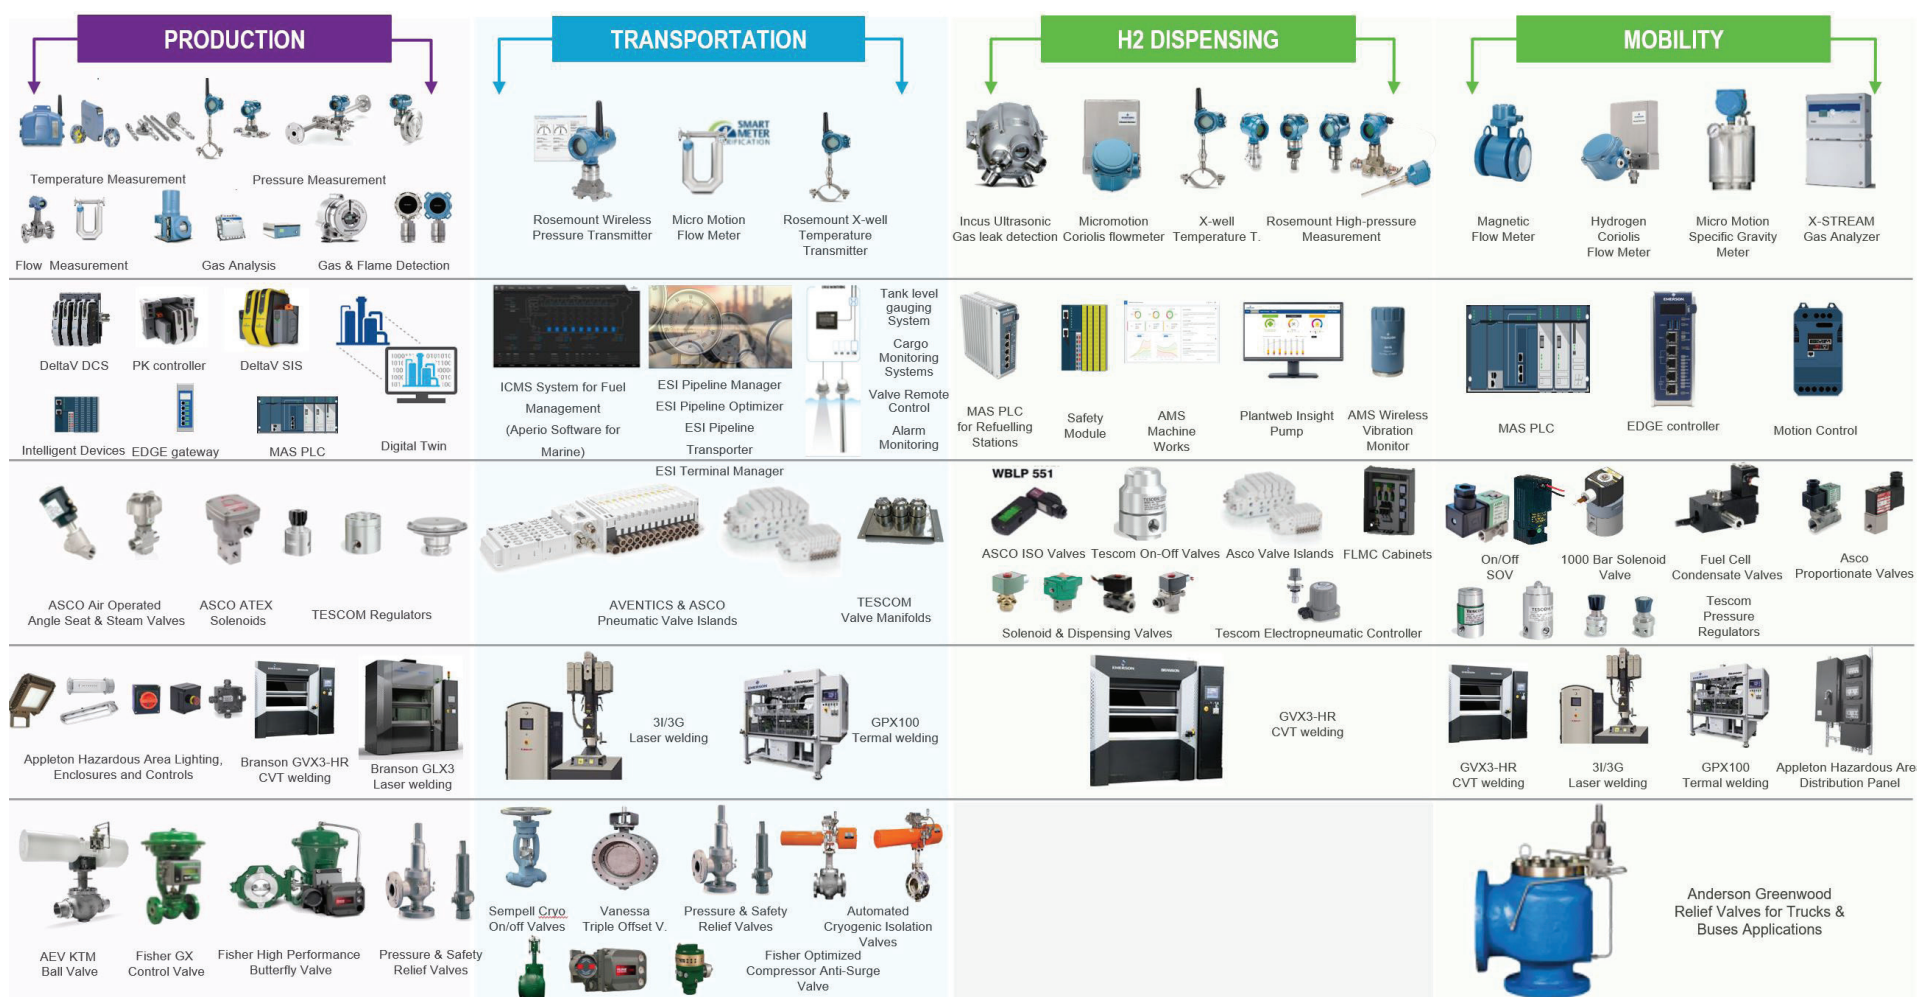 PRODUCTION
TRANSPORTATION
H2 DISPENSING
MOBILITY
Temperature Measurement
Pressure Measurement
Flow Measurement
Gas Analysis
Gas & Flame Detection
SMART
METER
Rosemount Wireless
Pressure Transmitter
Micro Motion
Flow Meter
Rosemount X-well
Temperature
Transmitter
Incus Ultrasonic
Gas leak detection
Micromotion
Coriolis flowmeter
X-well
Temperature T.
Rosemount High-pressure
Measurement
Magnetic
Flow Meter
Hydrogen
Coriolis
Flow Meter
Micro Motion
Specific Gravity
Meter
X-STREAM
Gas Analyzer
DeltaV DCS
PK controller
DeltaV SIS
Intelligent Devices
EDGE gateway
MAS PLC
Digital Twin
ICMS System for Fuel
Management
(Aperio Software for
Marine)
ESI Pipeline Manager
ESI Pipeline Optimizer
ESI Pipeline
Transporter
ESI Terminal Manager
Tank level
gauging
System
Cargo
Monitoring
Systems
Valve Remote
Control
Alarm
Monitoring
MAS PLC
for Refuelling
Stations
Safety
Module
AMS
Machine
Works
Plantweb Insight
Pump
AMS Wireless
Vibration
Monitor
MAS PLC
EDGE controller
Motion Control
ASCO Air Operated
Angle Seat & Steam Valves
ASCO ATEX
Solenoids
TESCOM Regulators
AVENTICS & ASCO
Pneumatic Valve Islands
TESCOM
Valve Manifolds
WBLP 551
ASCO ISO Valves
Tescom On-Off Valves
Asco Valve Islands
FLMC Cabinets
Solenoid & Dispensing Valves
Tescom Electropneumatic Controller
On/Off
SOV
1000 Bar Solenoid
Valve
Fuel Cell
Condensate Valves
Asco
Proportionate Valves
Tescom
Pressure
Regulators
Appleton Hazardous Area Lighting,
Enclosures and Controls
Branson GVX3-HR
CVT welding
Branson GLX3
Laser welding
3I/3G
Laser welding
GPX100
Termal welding
GVX3-HR
CVT welding
GVX3-HR
CVT welding
3I/3G
Laser welding
GPX100
Termal welding
Appleton Hazardous Are
Distribution Panel
AEV KTM
Ball Valve
Fisher GX
Control Valve
Fisher High Performance
Butterfly Valve
Pressure & Safety
Relief Valves
Sempell Cryo
On/off Valves
Vanessa
Triple Offset V.
Pressure & Safety
Relief Valves
Automated
Cryogenic Isolation
Valves
Fisher Optimized
Compressor Anti-Surge
Valve
Anderson Greenwood
Relief Valves for Trucks &
Buses Applications